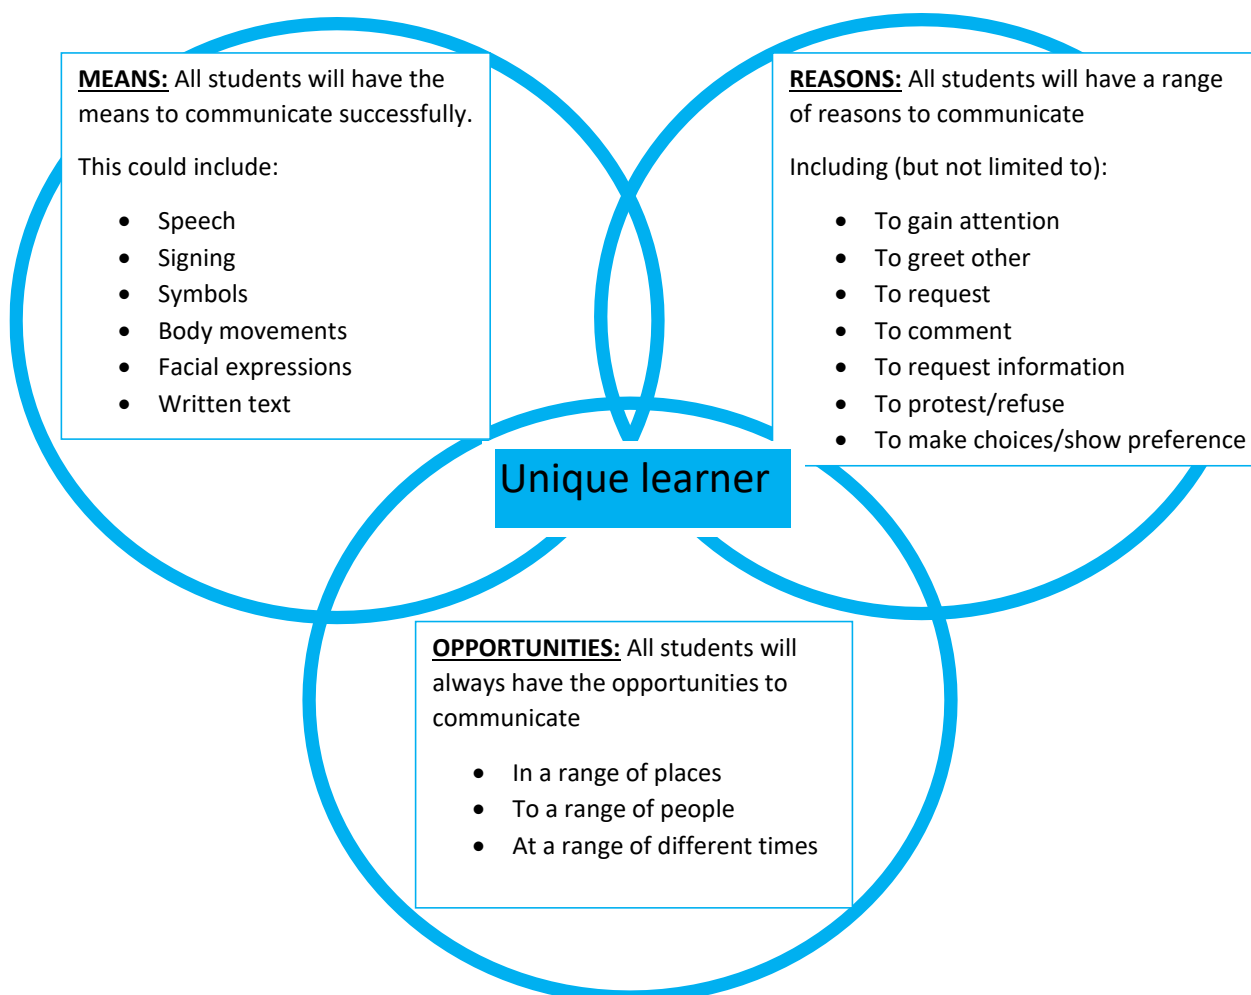 MEANS: All students will have the
means to communicate successfully.
This could include:
• Speech
• Signing
• Symbols
• Body movements
• Facial expressions
• Written text
REASONS: All students will have a range
of reasons to communicate
Including (but not limited to):
• To gain attention
• To greet other
• To request
• To comment
• To request information
• To protest/refuse
• To make choices/show preference
Unique learner
OPPORTUNITIES: All students will
always have the opportunities to
communicate
• In a range of places
• To a range of people
• At a range of different times